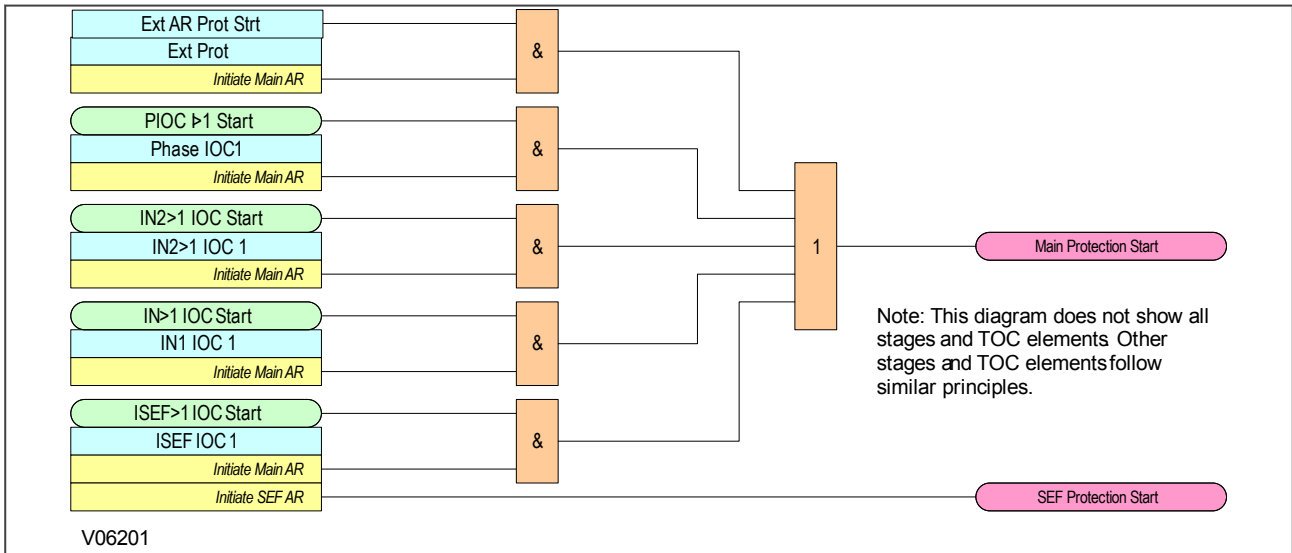 Ext AR Prot Strt
Ext Prot
Initiate Main AR
&
PIOC I>1 Start
Phase IOC1
Initiate Main AR
&
IN2>1 IOC Start
IN2>1 IOC 1
Initiate Main AR
&
1
Main Protection Start
IN>1 IOC Start
IN1 IOC 1
Initiate Main AR
&
Note: This diagram does not show all
stages and TOC elements. Other
stages and TOC elements follow
similar principles.
ISEF>1 IOC Start
ISEF IOC 1
Initiate Main AR
&
Initiate SEF AR
SEF Protection Start
V06201